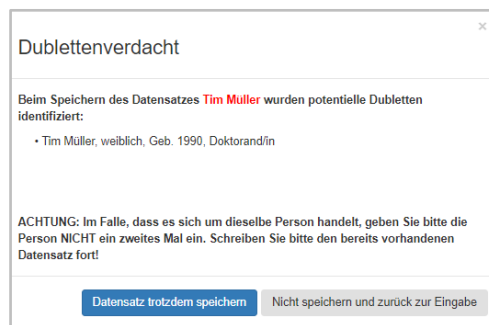 ×
Dublettenverdacht
Beim Speichern des Datensatzes Tim Müller wurden potentielle Dubletten
identifiziert:
• Tim Müller, weiblich, Geb. 1990, Doktorand/in
ACHTUNG: Im Falle, dass es sich um dieselbe Person handelt, geben Sie bitte die
Person NICHT ein zweites Mal ein. Schreiben Sie bitte den bereits vorhandenen
Datensatz fort!
Datensatz trotzdem speichern Nicht speichern und zurück zur Eingabe